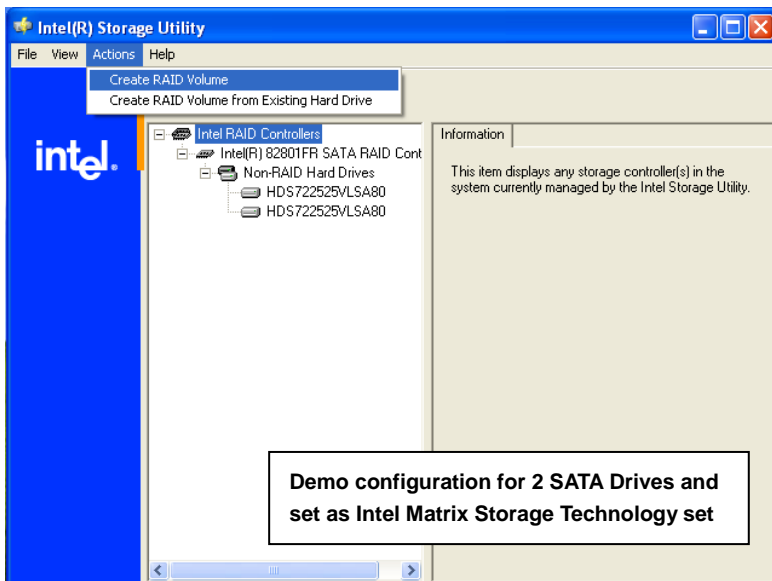 Intel(R) Storage Utility
File View Actions Help
Create RAID Volume
Create RAID Volume from Existing Hard Drive
intel.
Intel RAID Controllers
Intel(R) 82801FR SATA RAID Cont
Non-RAID Hard Drives
HDS722525VLSA80
HDS722525VLSA80
Information
This item displays any storage controller(s) in the
system currently managed by the Intel Storage Utility.
Demo configuration for 2 SATA Drives and
set as Intel Matrix Storage Technology set